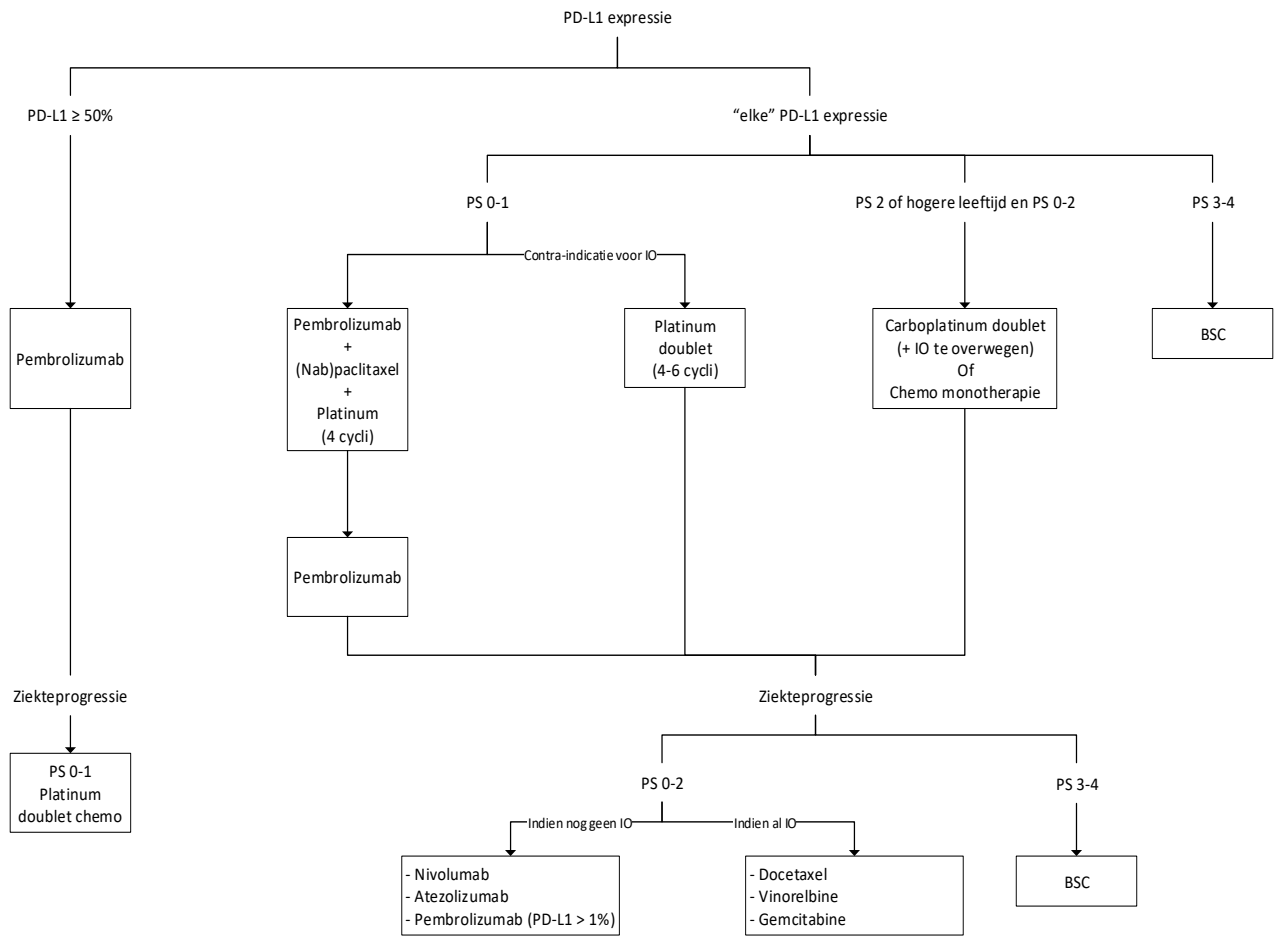 PD-L1 expressie
PD-L1 ≥ 50%
“elke” PD-L1 expressie
PS 0-1
PS 2 of hogere leeftijd en PS 0-2
PS 3-4
Contra-indicatie voor IO
Pembrolizumab
Pembrolizumab
+
(Nab)paclitaxel
+
Platinum
(4 cycli)
Platinum
doublet
(4-6 cycli)
Carboplatinum doublet
(+ IO te overwegen)
Of
Chemo monotherapie
BSC
Pembrolizumab
Ziekteprogressie
Ziekteprogressie
PS 0-1
Platinum
doublet chemo
PS 0-2
PS 3-4
Indien nog geen IO
Indien al IO
- Nivolumab
- Atezolizumab
- Pembrolizumab (PD-L1 > 1%)
- Docetaxel
- Vinorelbine
- Gemcitabine
BSC